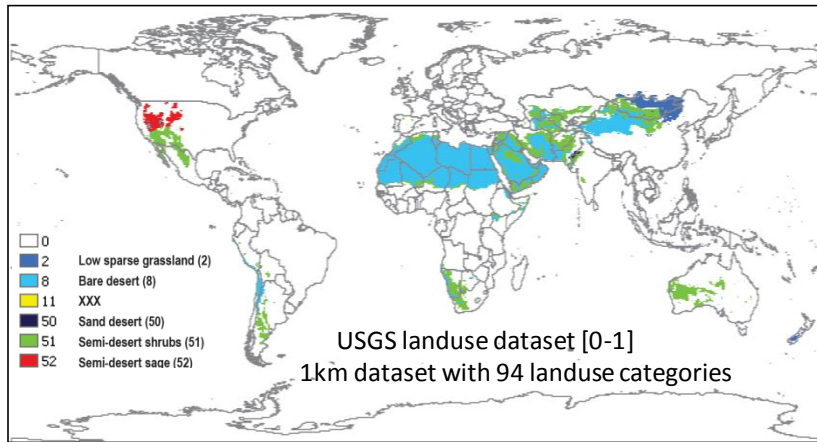 0
2 Low sparse grassland (2)
8 Bare desert (8)
11 XXX
50 Sand desert (50)
51 Semi-desert shrubs (51)
52 Semi-desert sage (52)
USGS landuse dataset [0-1]
1km dataset with 94 landuse categories